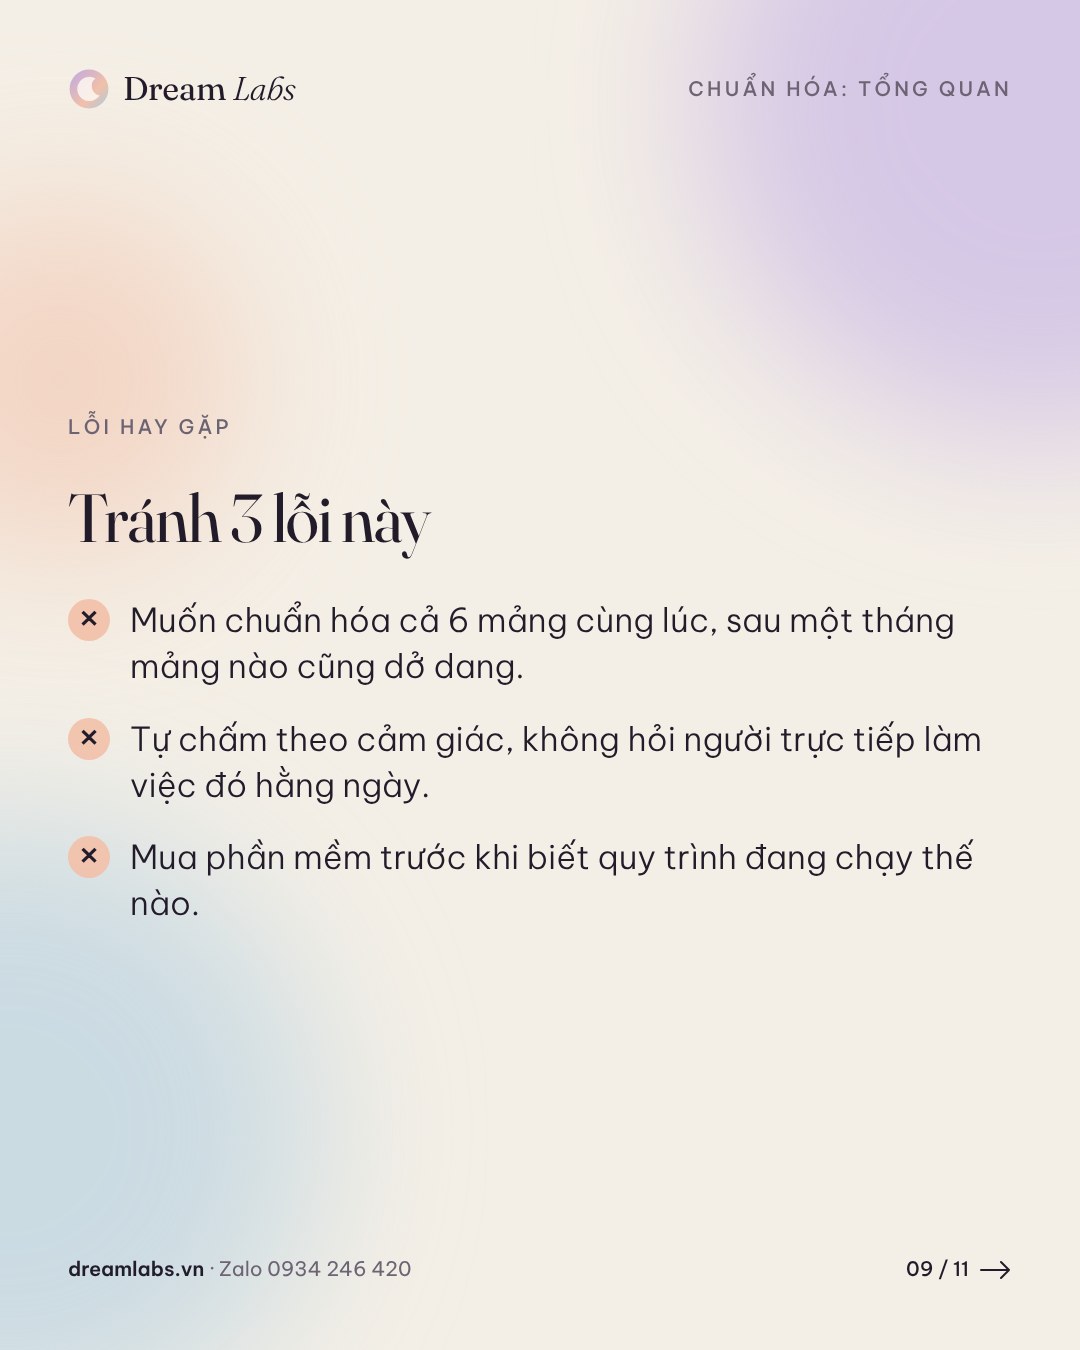 Dream Labs
CHUẨN HÓA: TỔNG QUAN
LỖI HAY GẶP
Tránh 3 lỗi này
Muốn chuẩn hóa cả 6 mảng cùng lúc, sau một tháng
mảng nào cũng dở dang.
Tự chấm theo cảm giác, không hỏi người trực tiếp làm
việc đó hằng ngày.
Mua phần mềm trước khi biết quy trình đang chạy thế
nào.
dreamlabs.vn · Zalo 0934 246 420
09 / 11 →